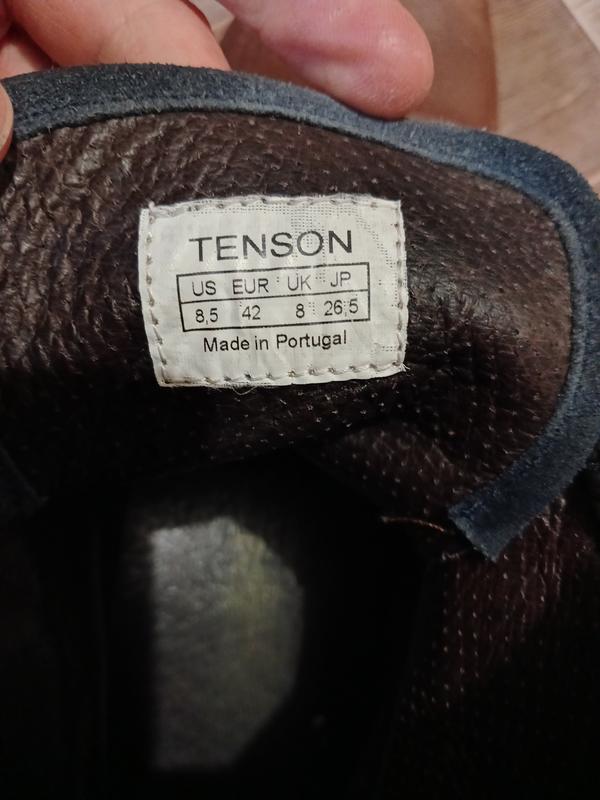 TENSON
US EUR UK JP
8,5 42 8 26,5
Made in Portugal